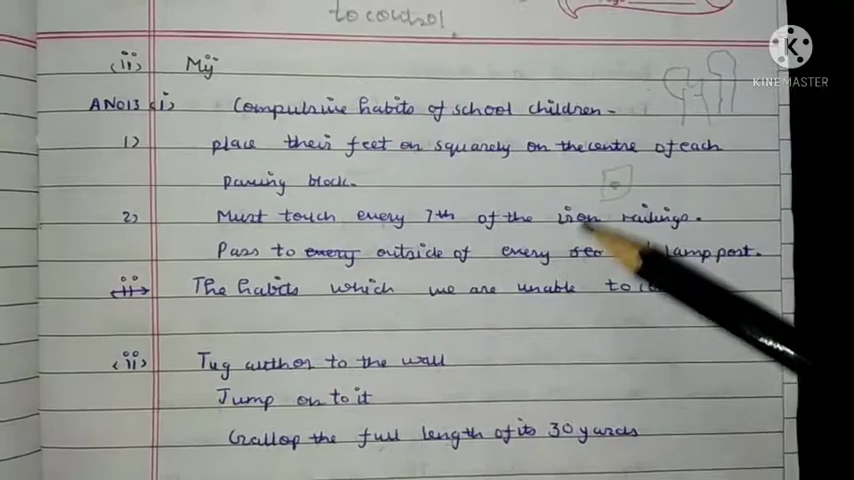 to control.
(ii) My
ANO13 (i) Compulsive habits of school children.
1) place their feet on squarely on the centre of each
paving block.
2) Must touch every 7th of the iron railings.
Pass to every outside of every lamp post.
ii The habits which we are unable to
(ii) Tug author to the wall
Jump on to it
Gallop the full length of its 30 yards
KINEMASTER